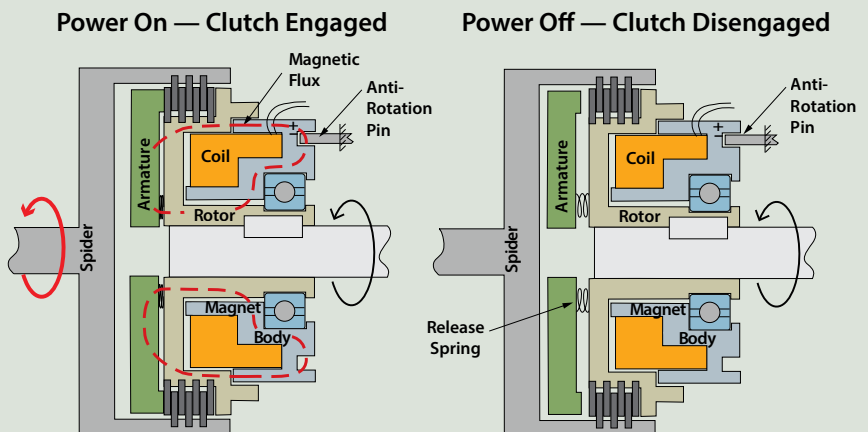 Power On — Clutch Engaged
Magnetic
Flux
Anti-
Rotation
Pin
+
–
Coil
Armature
Rotor
Spider
Magnet
Body
Power Off — Clutch Disengaged
Anti-
Rotation
Pin
+
–
Coil
Armature
Rotor
Spider
Magnet
Body
Release
Spring